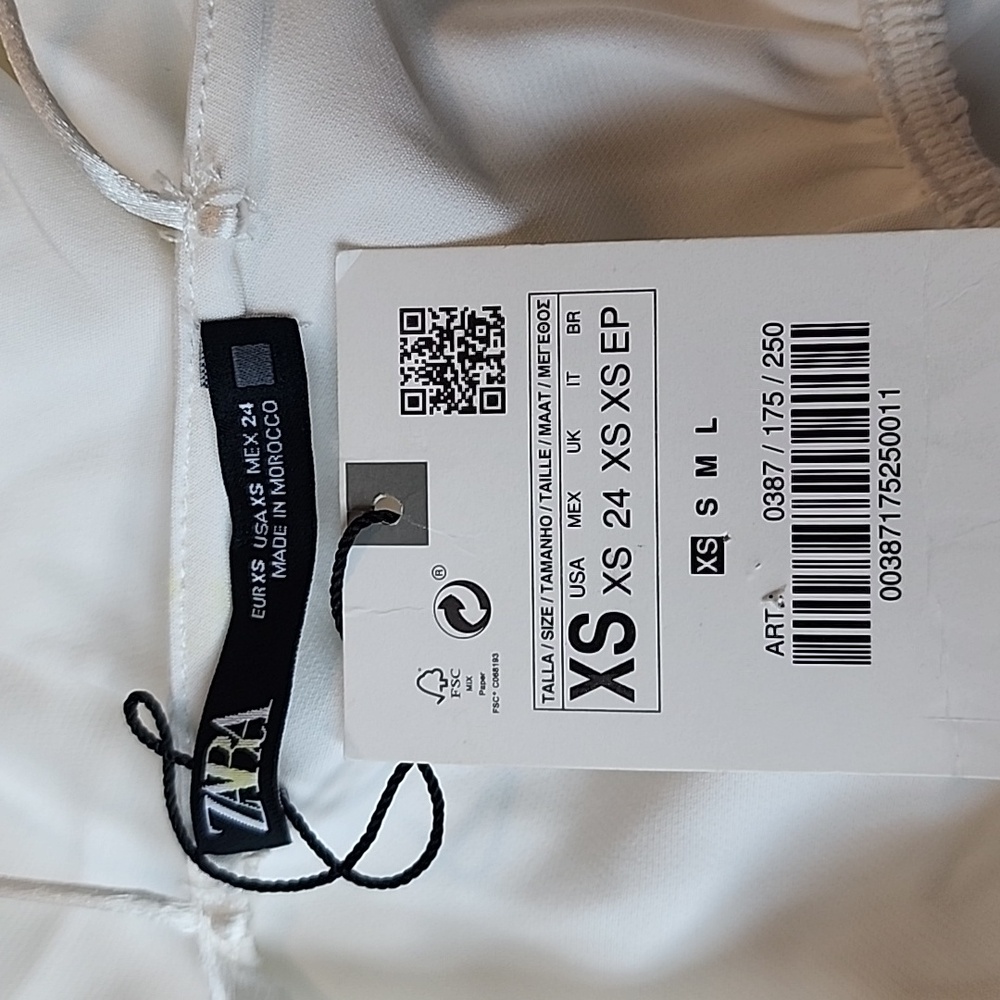 ZARA
EUR XS USA XS MEX 24
MADE IN MOROCCO
®
FSC
MIX
Paper
FSC® C068193
TALLA / SIZE / TAMANHO / TAILLE / MAAT / ΜΕΓΕΘΟΣ
USA MEX UK IT BR
XS XS 24 XS XS EP
XS S M L
ART. 0387 / 175 / 250
00387175250011